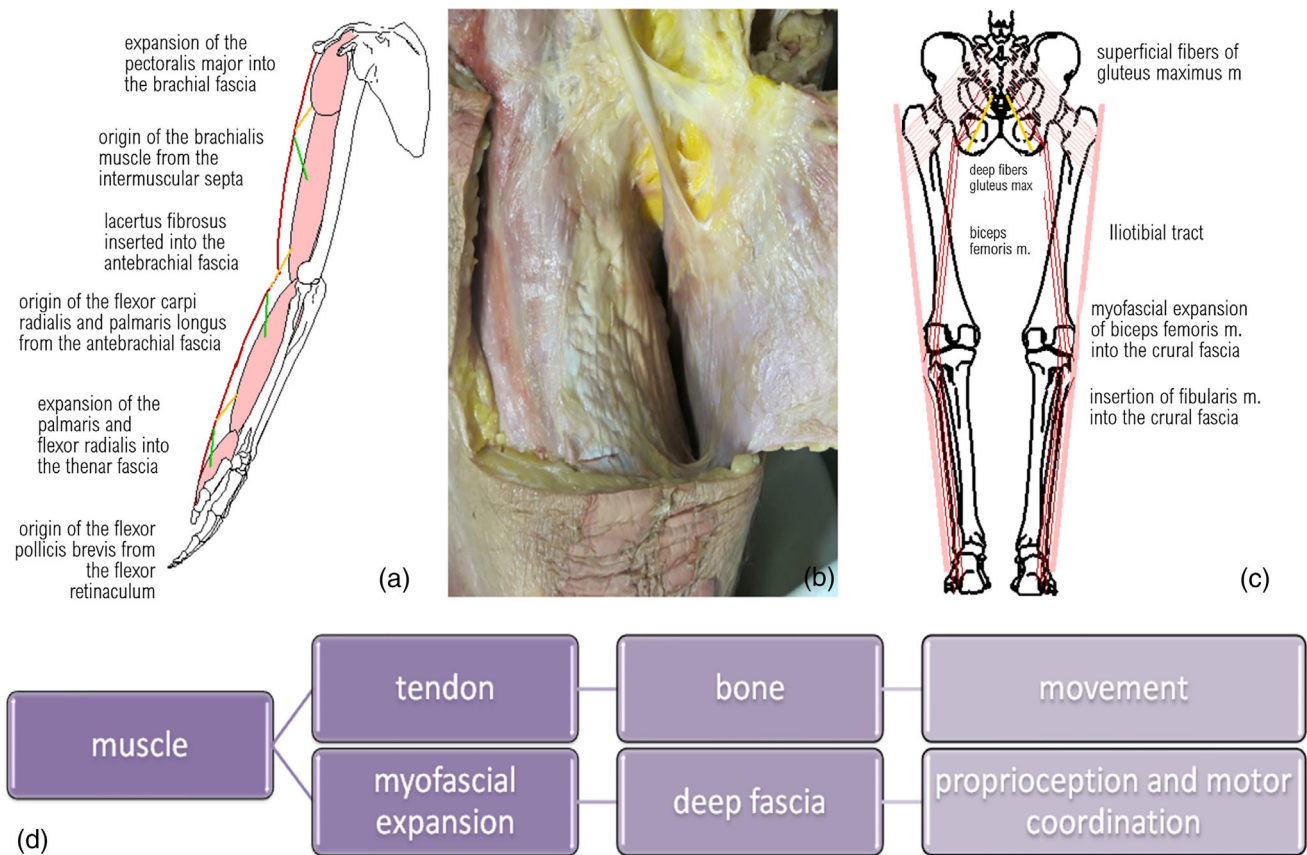 expansion of the
pectoralis major into
the brachial fascia
origin of the brachialis
muscle from the
intermuscular septa
lacertus fibrosus
inserted into the
antebrachial fascia
origin of the flexor carpi
radialis and palmaris longus
from the antebrachial fascia
expansion of the
palmaris and
flexor radialis into
the thenar fascia
origin of the flexor
pollicis brevis from
the flexor
retinaculum
(a)
(b)
superficial fibers of
gluteus maximus m
deep fibers
gluteus max
biceps
femoris m.
Iliotibial tract
myofascial expansion
of biceps femoris m.
into the crural fascia
insertion of fibularis m.
into the crural fascia
(c)
muscle
tendon
bone
movement
myofascial
expansion
deep fascia
proprioception and motor
coordination
(d)